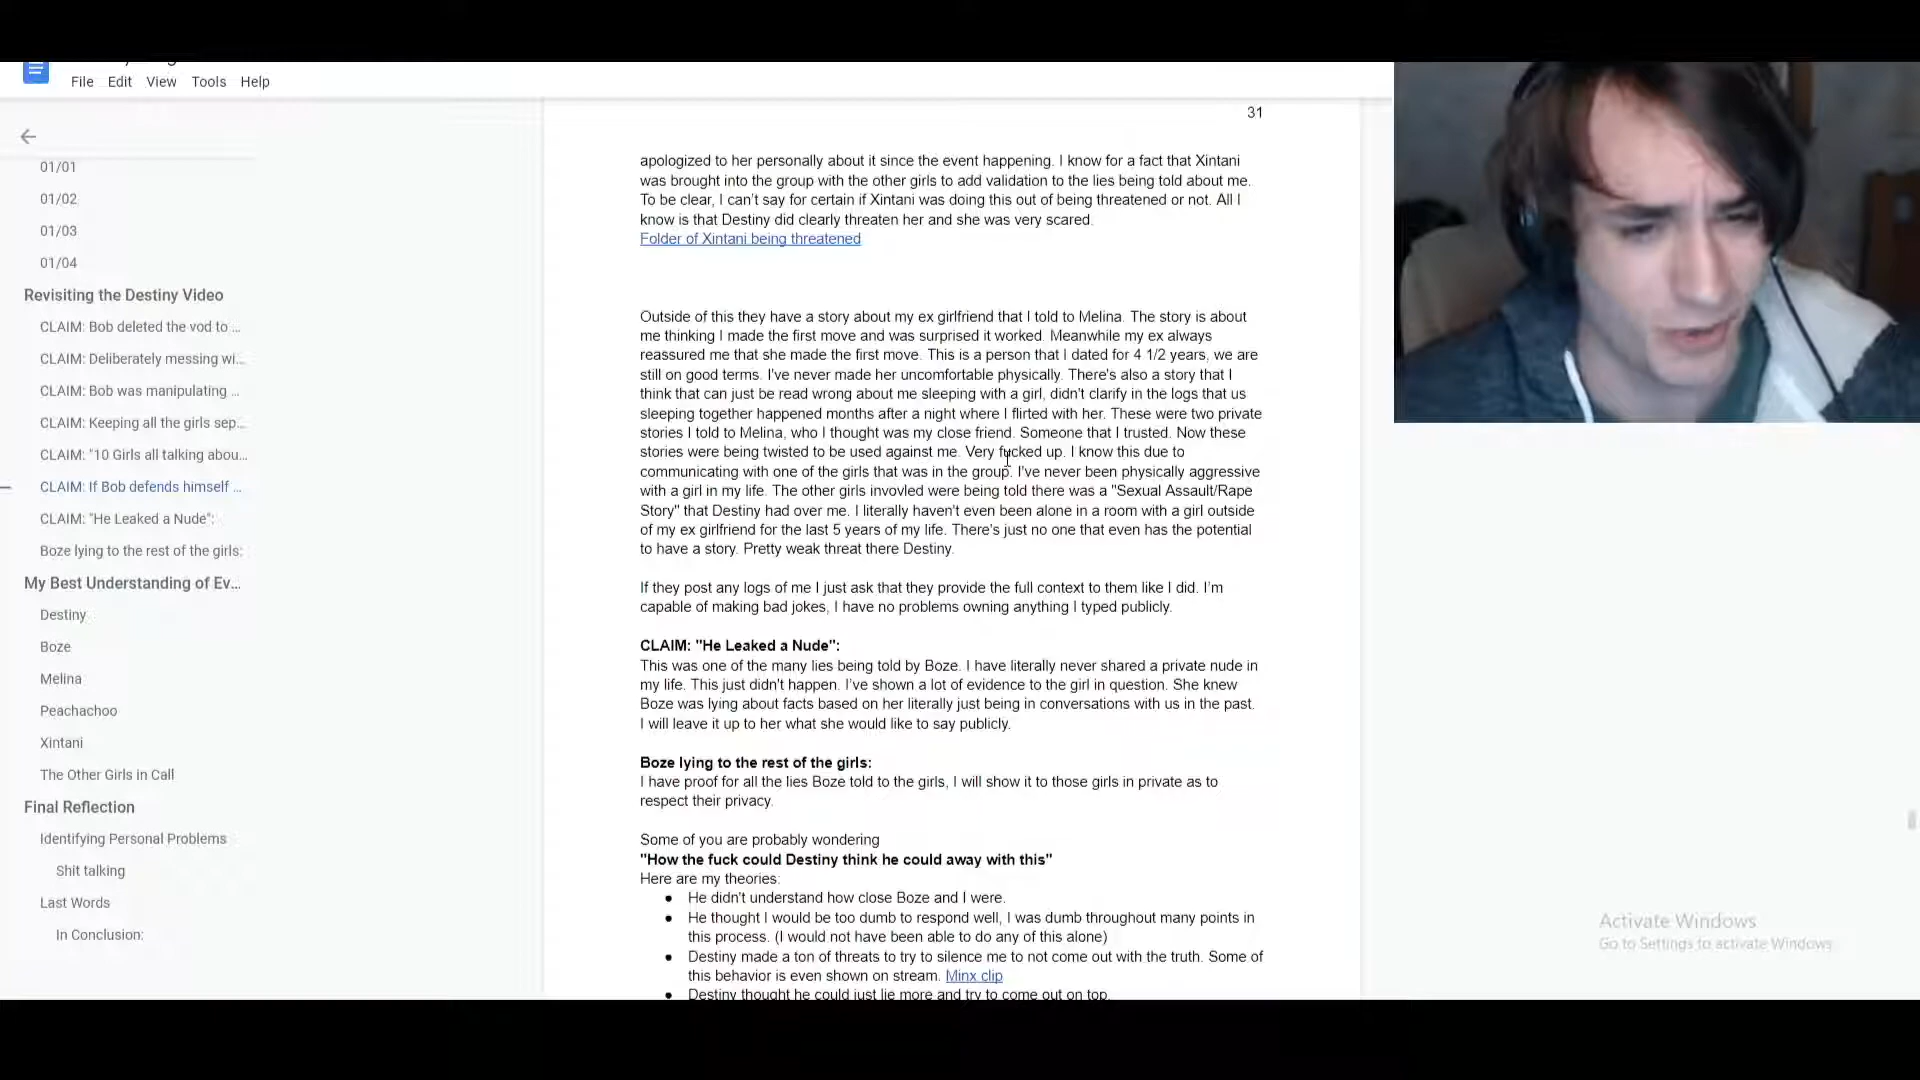 File Edit View Tools Help
01/01
01/02
01/03
01/04
Revisiting the Destiny Video
CLAIM: Bob deleted the vod to ...
CLAIM: Deliberately messing wi...
CLAIM: Bob was manipulating ...
CLAIM: Keeping all the girls sep...
CLAIM: "10 Girls all talking abou...
CLAIM: If Bob defends himself ...
CLAIM: "He Leaked a Nude":
Boze lying to the rest of the girls:
My Best Understanding of Ev...
Destiny
Boze
Melina
Peachachoo
Xintani
The Other Girls in Call
Final Reflection
Identifying Personal Problems
Shit talking
Last Words
In Conclusion:
31
apologized to her personally about it since the event happening. I know for a fact that Xintani
was brought into the group with the other girls to add validation to the lies being told about me.
To be clear, I can't say for certain if Xintani was doing this out of being threatened or not. All I
know is that Destiny did clearly threaten her and she was very scared.
Folder of Xintani being threatened
Outside of this they have a story about my ex girlfriend that I told to Melina. The story is about
me thinking I made the first move and was surprised it worked. Meanwhile my ex always
reassured me that she made the first move. This is a person that I dated for 4 1/2 years, we are
still on good terms. I've never made her uncomfortable physically. There's also a story that I
think that can just be read wrong about me sleeping with a girl, didn't clarify in the logs that us
sleeping together happened months after a night where I flirted with her. These were two private
stories I told to Melina, who I thought was my close friend. Someone that I trusted. Now these
stories were being twisted to be used against me. Very fucked up. I know this due to
communicating with one of the girls that was in the group. I've never been physically aggressive
with a girl in my life. The other girls invovled were being told there was a "Sexual Assault/Rape
Story" that Destiny had over me. I literally haven't even been alone in a room with a girl outside
of my ex girlfriend for the last 5 years of my life. There's just no one that even has the potential
to have a story. Pretty weak threat there Destiny.
If they post any logs of me I just ask that they provide the full context to them like I did. I'm
capable of making bad jokes, I have no problems owning anything I typed publicly.
CLAIM: "He Leaked a Nude":
This was one of the many lies being told by Boze. I have literally never shared a private nude in
my life. This just didn't happen. I've shown a lot of evidence to the girl in question. She knew
Boze was lying about facts based on her literally just being in conversations with us in the past.
I will leave it up to her what she would like to say publicly.
Boze lying to the rest of the girls:
I have proof for all the lies Boze told to the girls, I will show it to those girls in private as to
respect their privacy.
Some of you are probably wondering
"How the fuck could Destiny think he could away with this"
Here are my theories:
● He didn't understand how close Boze and I were.
● He thought I would be too dumb to respond well, I was dumb throughout many points in
this process. (I would not have been able to do any of this alone)
● Destiny made a ton of threats to try to silence me to not come out with the truth. Some of
this behavior is even shown on stream. Minx clip
● Destiny thought he could just lie more and try to come out on top.
Activate Windows
Go to Settings to activate Windows.